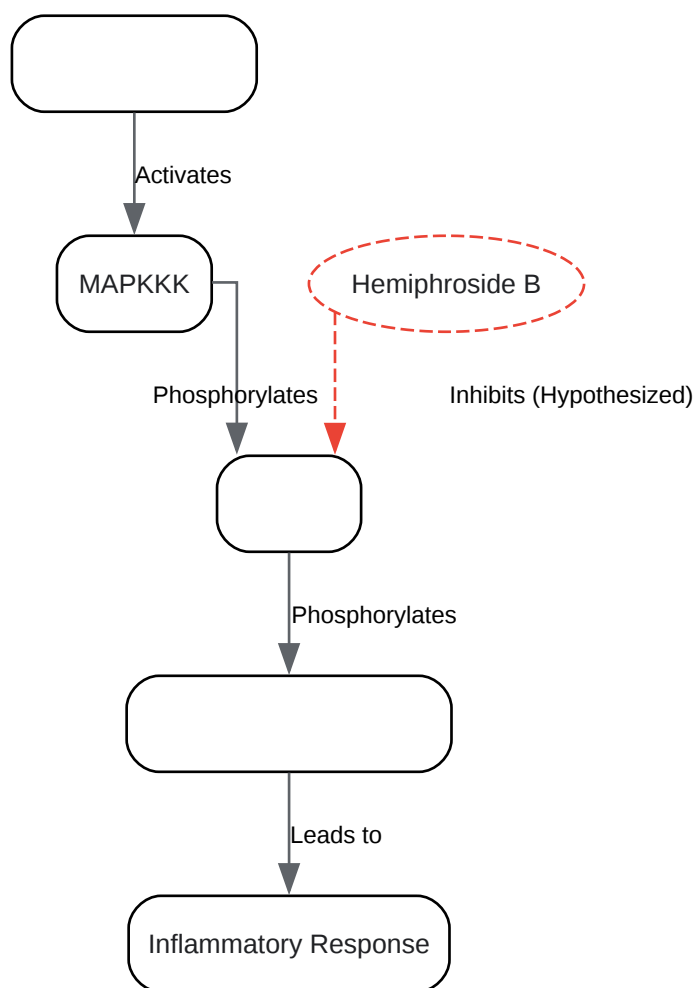 Activates
MAPKKK
Hemiphroside B
Phosphorylates
Inhibits (Hypothesized)
Phosphorylates
Leads to
Inflammatory Response